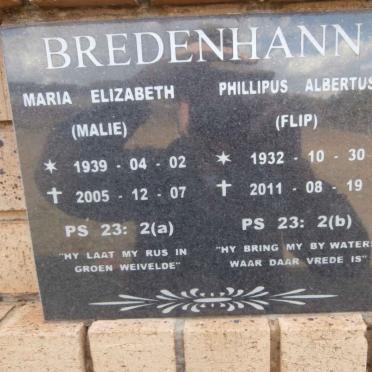 BREDENHANN
MARIA ELIZABETH
(MALIE)
* 1939 - 04 - 02
✝ 2005 - 12 - 07
PS 23: 2(a)
"HY LAAT MY RUS IN
GROEN WEIVELDE"
PHILLIPUS ALBERTUS
(FLIP)
* 1932 - 10 - 30
✝ 2011 - 08 - 19
PS 23: 2(b)
"HY BRING MY BY WATERS
WAAR DAAR VREDE IS"